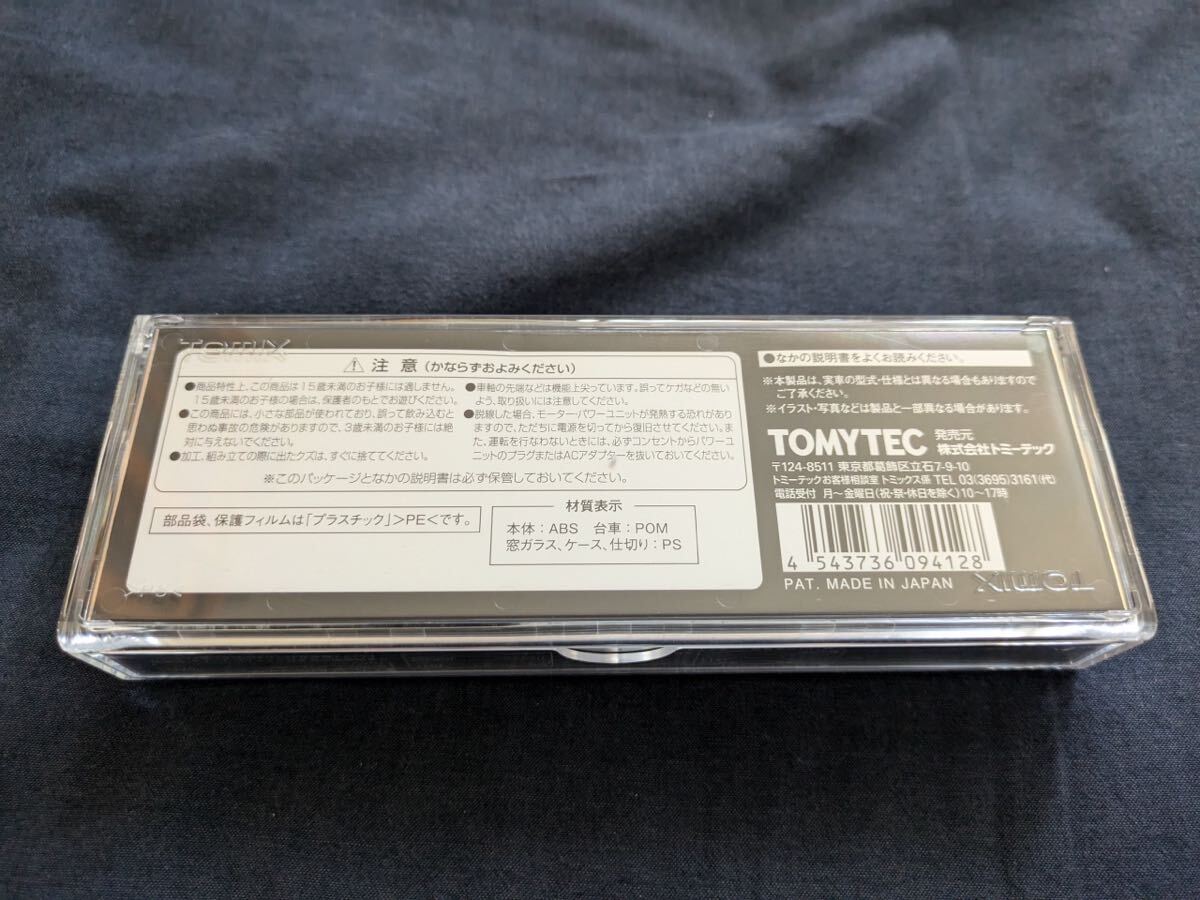 TOMIX
⚠ 注意 (かならずおよみください)
●商品特性上、この商品は15歳未満のお子様には適しません。
15歳未満のお子様の場合は、保護者のもとでお遊びください。
●この商品には、小さな部品が使われており、誤って飲み込むと
思わぬ事故の危険がありますので、3歳未満のお子様には絶
対に与えないでください。
●加工、組み立ての際に出たクズは、すぐに捨ててください。
●車軸の先端などは機能上尖っています。誤ってケガなどの無い
よう、取り扱いには注意してください。
●脱線した場合、モーター・パワーユニットが発熱する恐れがあり
ますので、ただちに電源を切ってから復旧させてください。ま
た、運転を行なわないときには、必ずコンセントからパワーユ
ニットのプラグまたはACアダプターを抜いておいてください。
※このパッケージとなかの説明書は必ず保管しておいてください。
部品袋、保護フィルムは「プラスチック」>PE<です。
材質表示
本体:ABS 台車:POM
窓ガラス、ケース、仕切り:PS
●なかの説明書をよくお読みください。
※本製品は、実車の型式・仕様とは異なる場合もありますので
ご了承ください。
※イラスト・写真などは製品と一部異なる場合があります。
TOMYTEC 発売元 株式会社トミーテック
〒124-8511 東京都葛飾区立石7-9-10
トミーテックお客様相談室 トミックス係 TEL 03(3695)3161(代)
電話受付 月〜金曜日(祝・祭・休日を除く)10〜17時
4 543736 094128
PAT. MADE IN JAPAN
TOMIX